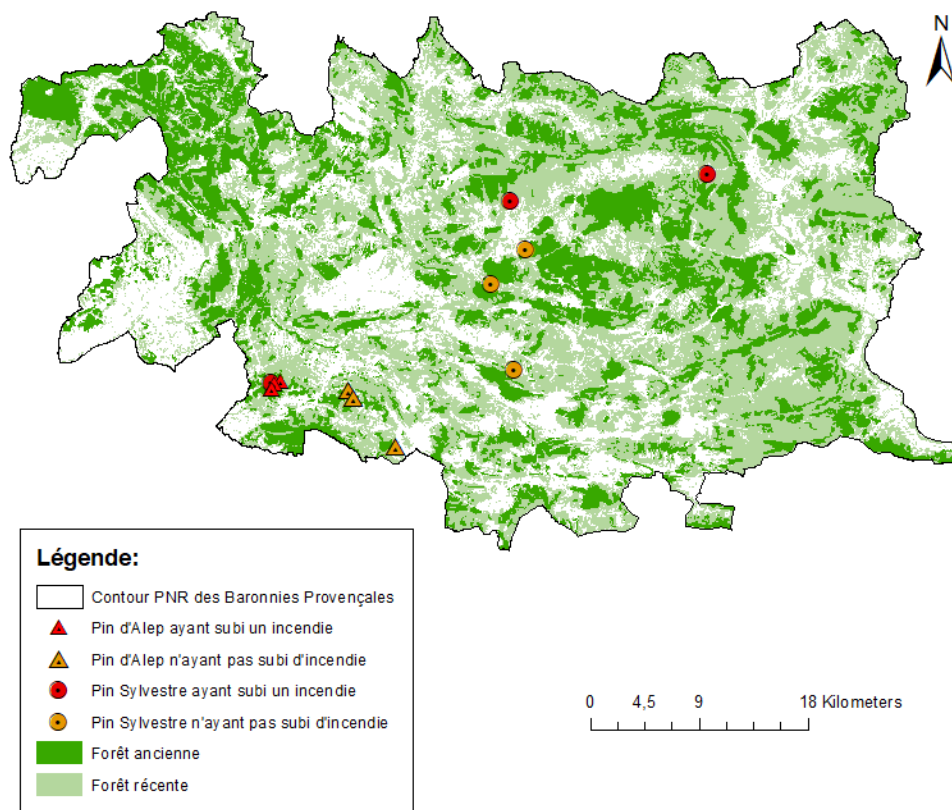 N
Légende:
Contour PNR des Baronnies Provençales
Pin d'Alep ayant subi un incendie
Pin d'Alep n'ayant pas subi d'incendie
Pin Sylvestre ayant subi un incendie
Pin Sylvestre n'ayant pas subi d'incendie
Forêt ancienne
Forêt récente
0 4,5 9 18 Kilometers